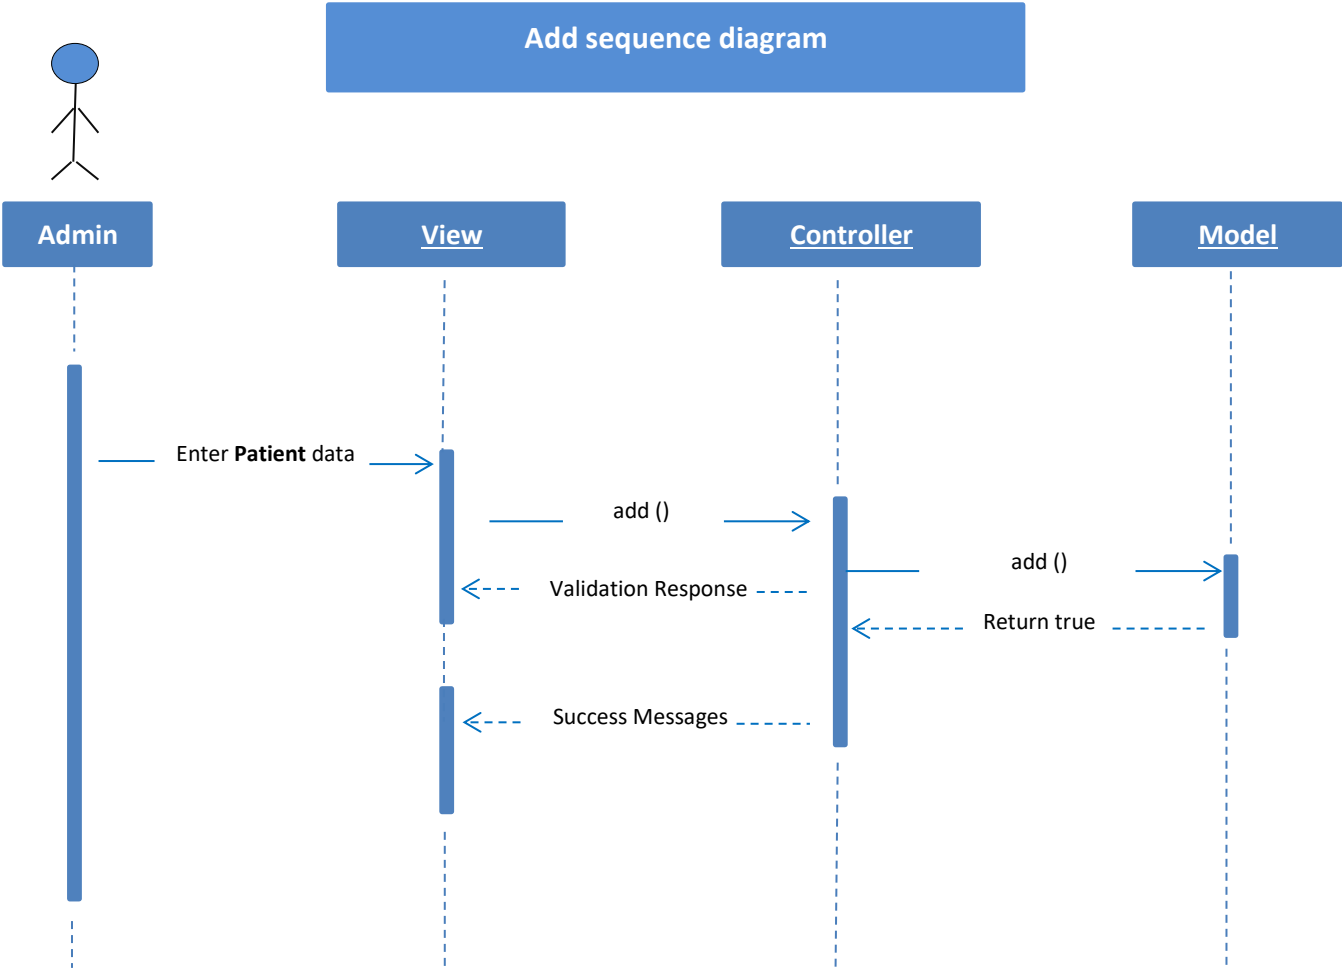 Add sequence diagram
Admin
View
Controller
Model
Enter Patient data
add ()
add ()
Validation Response
Return true
Success Messages